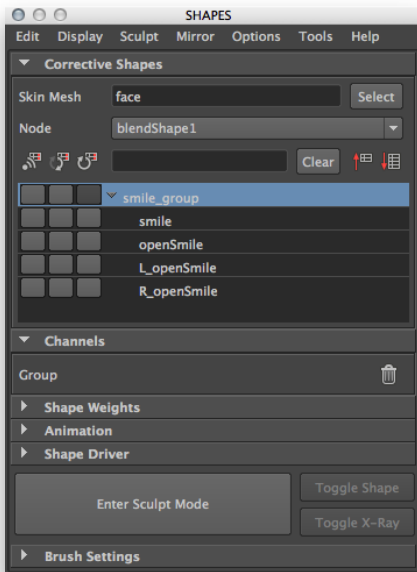 SHAPES
Edit Display Sculpt Mirror Options Tools Help
Corrective Shapes
Skin Mesh face Select
Node blendShape1
Clear
smile_group
smile
openSmile
L_openSmile
R_openSmile
Channels
Group
Shape Weights
Animation
Shape Driver
Enter Sculpt Mode Toggle Shape
Toggle X-Ray
Brush Settings